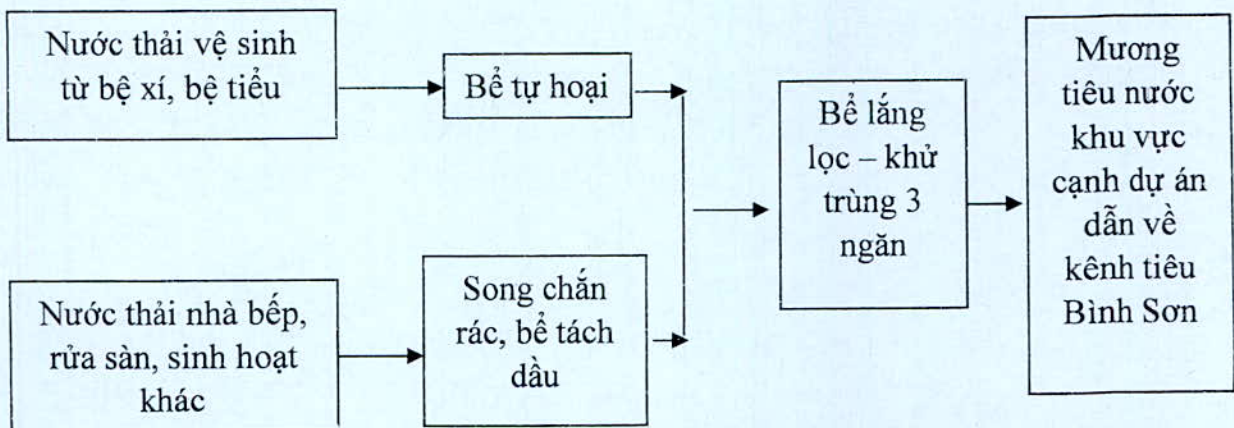 Nước thải vệ sinh
từ bệ xí, bệ tiểu
Bể tự hoại
Nước thải nhà bếp,
rửa sàn, sinh hoạt
khác
Song chắn
rác, bể tách
dầu
Bể lắng
lọc – khử
trùng 3
ngăn
Mương
tiêu nước
khu vực
cạnh dự án
dẫn về
kênh tiêu
Bình Sơn